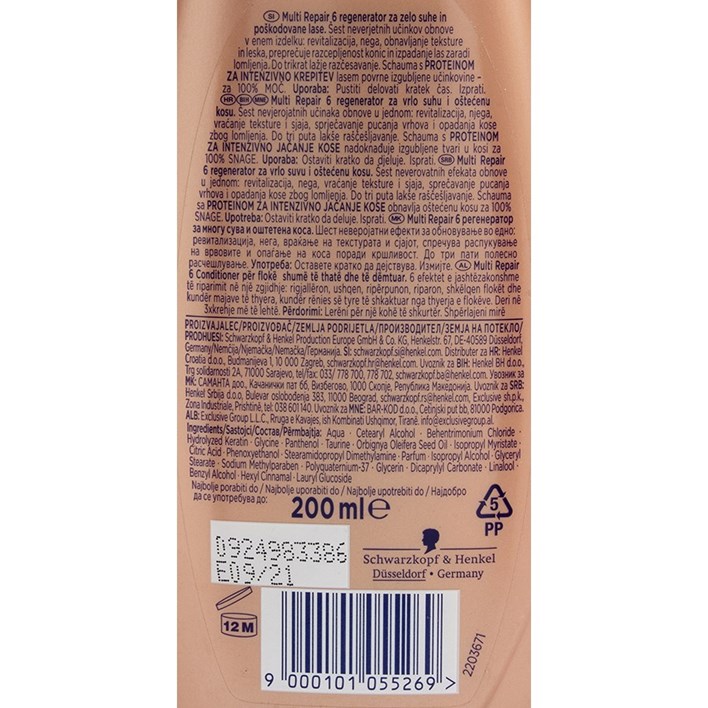 SI Multi Repair 6 regenerator za zelo suhe in
poškodovane lase. Šest neverjetnih učinkov obnove
v enem izdelku: revitalizacija, nega, obnavljanje teksture
in leska, preprečuje razcepljenost konic in izpadanje las zaradi
lomljenja. Do trikrat lažje razčesavanje. Schauma s PROTEINOM
ZA INTENZIVNO KREPITEV lasem povrne izgubljene učinkovine -
za 100% MOČ. Uporaba: Pustiti delovati kratek čas. Izprati.
HR BIH MNE Multi Repair 6 regenerator za vrlo suhu i oštećenu
kosu. Šest nevjerojatnih učinaka obnove u jednom: revitalizacija, njega,
vraćanje teksture i sjaja, sprječavanje pucanja vrhova i opadanja kose
zbog lomljenja. Do tri puta lakše raščešljavanje. Schauma s PROTEINOM
ZA INTENZIVNO JAČANJE KOSE nadoknađuje izgubljene tvari u kosi za
100% SNAGE. Uporaba: Ostaviti kratko da djeluje. Isprati. SRB Multi Repair
6 regenerator za vrlo suvu i oštećenu kosu. Šest neverovatnih efekata obnove
u jednom: revitalizacija, nega, vraćanje teksture i sjaja, sprečavanje pucanja
vrhova i opadanja kose zbog lomljenja. Do tri puta lakše raščešljavanje. Schauma
sa PROTEINOM ZA INTENZIVNO JAČANJE KOSE obnavlja oštećenu kosu za 100%
SNAGE. Upotreba: Ostaviti kratko da deluje. Isprati. MK Multi Repair 6 регенератор
за многу сува и оштетена коса. Шест неверојатни ефекти за обновување во едно:
ревитализација, нега, враќање на текстурата и сјајот, спречува распукување
на врвовите и опаѓање на коса поради кршливост. До три пати полесно
расчешлување. Употреба: Оставете кратко да дејствува. Измијте. AL Multi Repair
6 Conditioner për flokë shumë të thatë dhe të dëmtuar. 6 efektet e jashtëzakonshme
të riparimit në një zgjidhje: rigjallëron, ushqen, ripërpunon, riparon, shkëlqen flokët dhe
kundër majave të thyera, kundër rënies së tyre të shkaktuar nga thyerja e flokëve. Deri në
3xkrehje më të lehtë. Përdorimi: Lerëni për një kohë të shkurtër. Shpëlajeni mirë
PROIZVAJALEC/PROIZVOĐAČ/ZEMLJA PODRIJETLA/ПРОИЗВОДИТЕЛ/ЗЕМЈА НА ПОТЕКЛО/
PRODHUESI: Schwarzkopf & Henkel Production Europe GmbH & CO. KG, Henkelstr. 67, DE-40589 Düsseldorf,
Germany/Nemčija/Njemačka/Nemačka/Германија. SI: schwarzkopf.si@henkel.com. Distributer za HR: Henkel
Croatia d.o.o., Budmanijeva 1, 10 000 Zagreb, schwarzkopf.hr@henkel.com. Uvoznik za BIH: Henkel BH d.o.o.,
Trg solidarnosti 2A, 71000 Sarajevo, tel/fax: 033/ 778 700, 778 702, schwarzkopf.ba@henkel.com. Увозник за
MK: САМАНТА доо., Качанички пат 66, Визбегово, 1000 Скопје, Република Македонија. Uvoznik za SRB:
Henkel Srbija d.o.o., Bulevar oslobođenja 383, 11000 Beograd, schwarzkopf.rs@henkel.com. Exclusive sh.p.k.,
Zona Industriale, Prishtinë, tel: 038 601 140. Uvoznik za MNE: BAR-KOD d.o.o., Cetinjski put bb, 81000 Podgorica.
ALB: Exclusive Group L.L.C., Rruga e Kavajes, ish Kombinati Ushqimor, Tiranë. info@exclusivegroup.al.
Ingredients/Sastojci/Состав/Përmbajtja: Aqua · Cetearyl Alcohol · Behentrimonium Chloride ·
Hydrolyzed Keratin · Glycine · Panthenol · Taurine · Orbignya Oleifera Seed Oil · Isopropyl Myristate ·
Citric Acid · Phenoxyethanol · Stearamidopropyl Dimethylamine · Parfum · Isopropyl Alcohol · Glyceryl
Stearate · Sodium Methylparaben · Polyquaternium-37 · Glycerin · Dicaprylyl Carbonate · Linalool ·
Benzyl Alcohol · Hexyl Cinnamal · Lauryl Glucoside
Najbolje porabiti do / Najbolje uporabiti do / Najbolje upotrebiti do / Најдобро
да се употребува до:
200 ml e
5
PP
0924983386
E09/21
Schwarzkopf & Henkel
Düsseldorf • Germany
12 M
2203671
9 000101 055269 >